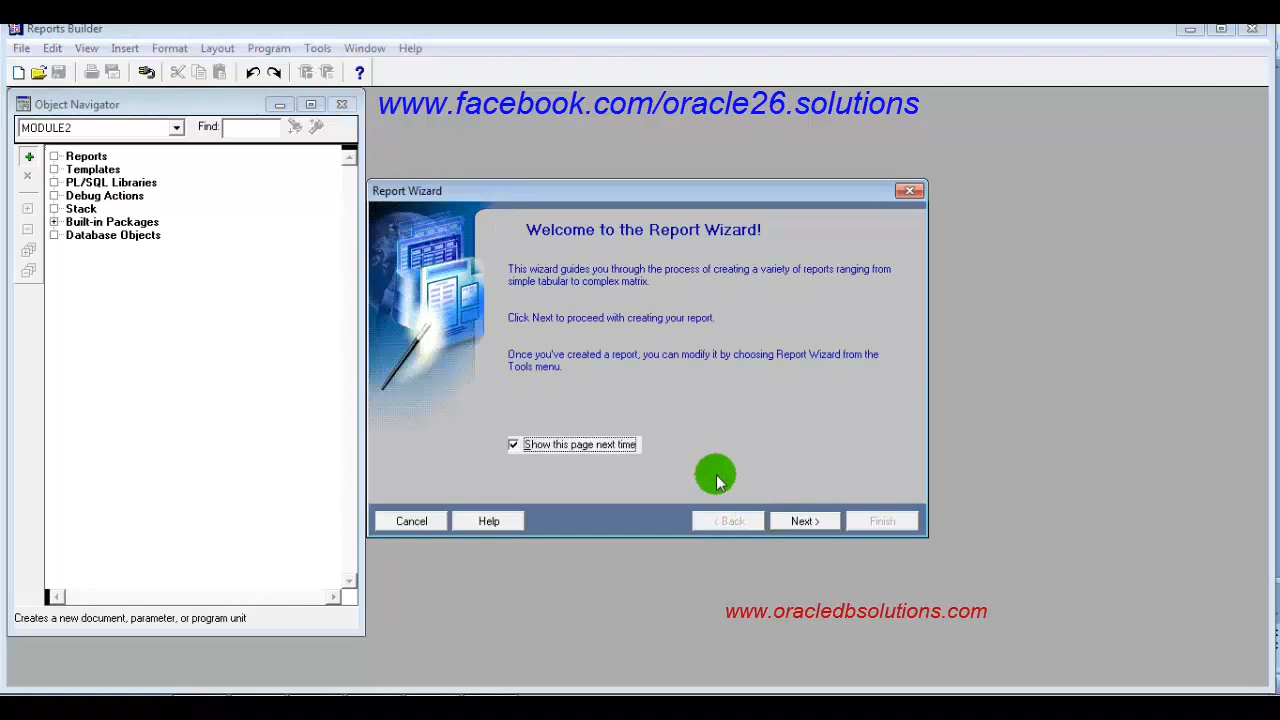 Reports Builder
File Edit View Insert Format Layout Program Tools Window Help
Object Navigator
www.facebook.com/oracle26.solutions
MODULE2 Find:
Reports
Templates
PL/SQL Libraries
Debug Actions
Stack
Built-in Packages
Database Objects
Report Wizard
Welcome to the Report Wizard!
This wizard guides you through the process of creating a variety of reports ranging from
simple tabular to complex matrix.
Click Next to proceed with creating your report.
Once you've created a report, you can modify it by choosing Report Wizard from the
Tools menu.
Show this page next time
Cancel Help < Back Next > Finish
Creates a new document, parameter, or program unit
www.oracledbsolutions.com